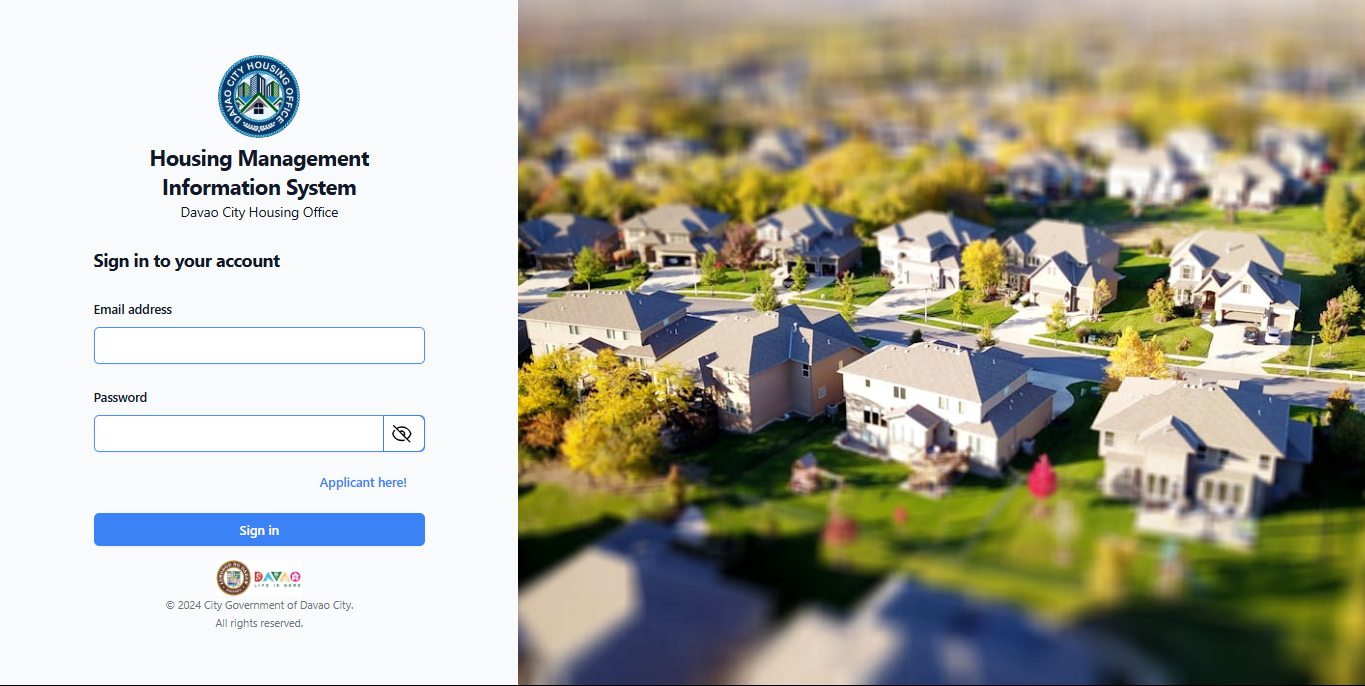 DAVAO CITY HOUSING OFFICE
Housing Management
Information System
Davao City Housing Office
Sign in to your account
Email address
Password
Applicant here!
Sign in
DAVAO
LIFE IS HERE
© 2024 City Government of Davao City.
All rights reserved.